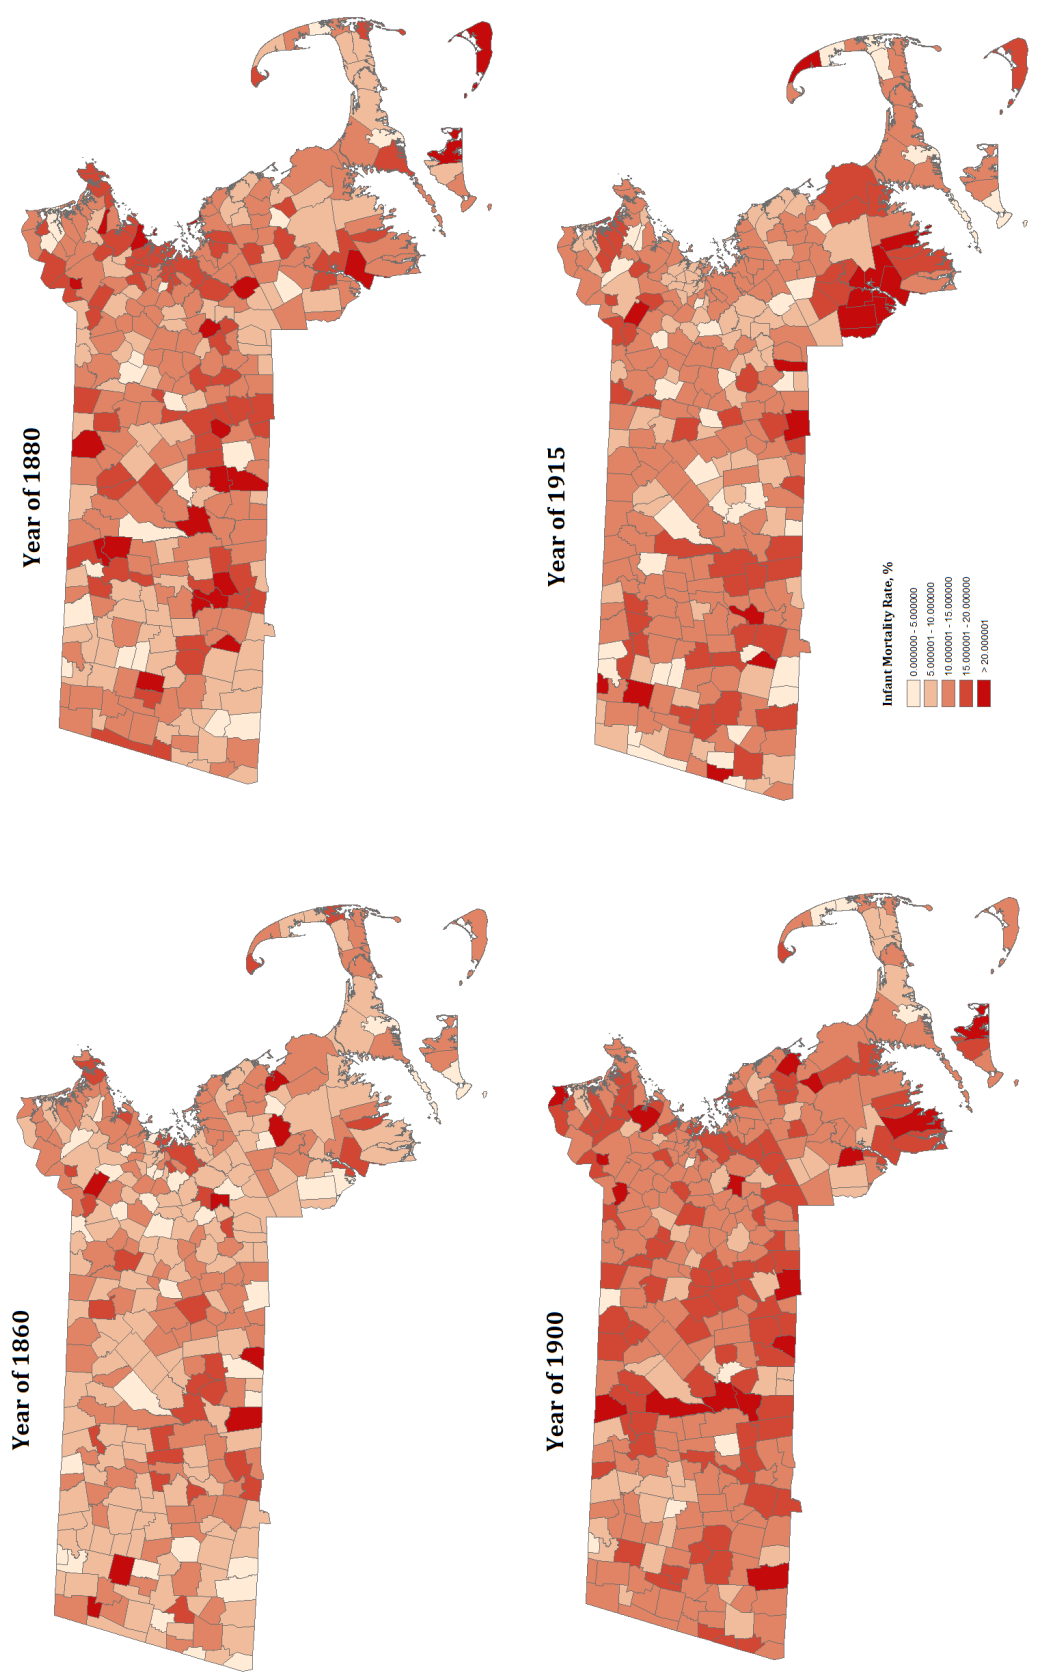 Year of 1860
Year of 1880
Year of 1900
Year of 1915
Infant Mortality Rate, %
0.000000 - 5.000000
5.000001 - 10.000000
10.000001 - 15.000000
15.000001 - 20.000000
> 20.000001